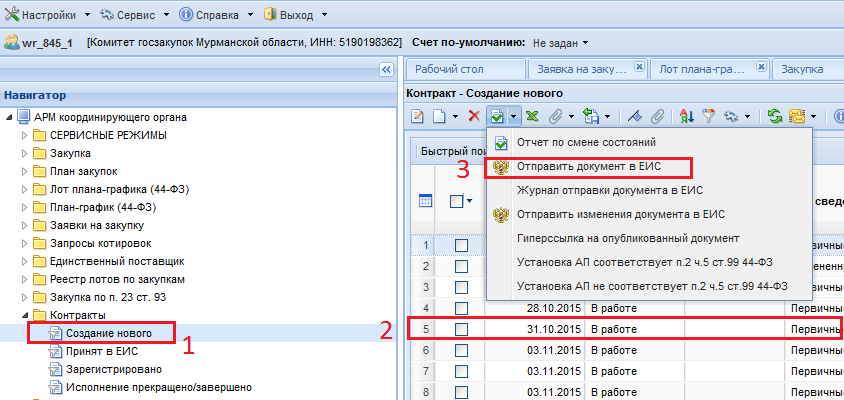 Настройки Сервис Справка Выход
wr_845_1 [Комитет госзакупок Мурманской области, ИНН: 5190198362] Счет по-умолчанию: Не задан
Навигатор
АРМ координирующего органа
СЕРВИСНЫЕ РЕЖИМЫ
Закупка
План закупок
Лот плана-графика (44-ФЗ)
План-график (44-ФЗ)
Заявки на закупку
Запросы котировок
Единственный поставщик
Реестр лотов по закупкам
Закупка по п. 23 ст. 93
Контракты
Создание нового
1
Принят в ЕИС
Зарегистрировано
Исполнение прекращено/завершено
Рабочий стол Заявка на заку... Лот плана-гра... Закупка
Контракт - Создание нового
Быстрый
Отчет по смене состояний
3 Отправить документ в ЕИС
Журнал отправки документа в ЕИС
Отправить изменения документа в ЕИС
Гиперссылка на опубликованный документ
Установка АП соответствует п.2 ч.5 ст.99 44-ФЗ
Установка АП не соответствует п.2 ч.5 ст.99 44-ФЗ
1
2
3
4 28.10.2015 В работе Первичны
2 5 31.10.2015 В работе Первичны
6 03.11.2015 В работе Первичны
7 03.11.2015 В работе Первичны
8 03.11.2015 В работе Первичны